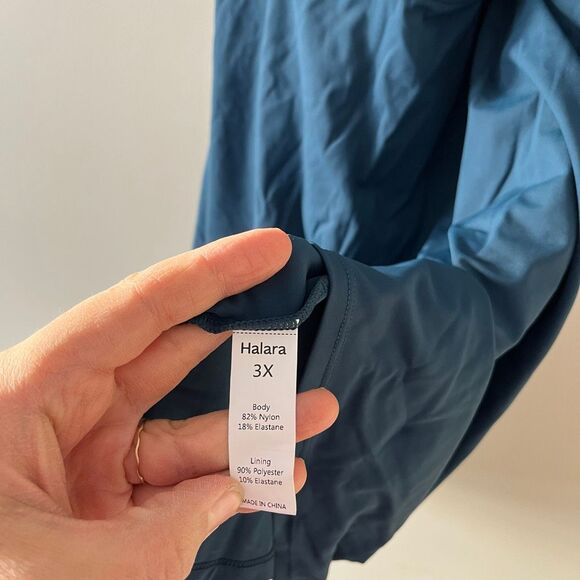 Halara
3X
Body
82% Nylon
18% Elastane
Lining
90% Polyester
10% Elastane
MADE IN CHINA